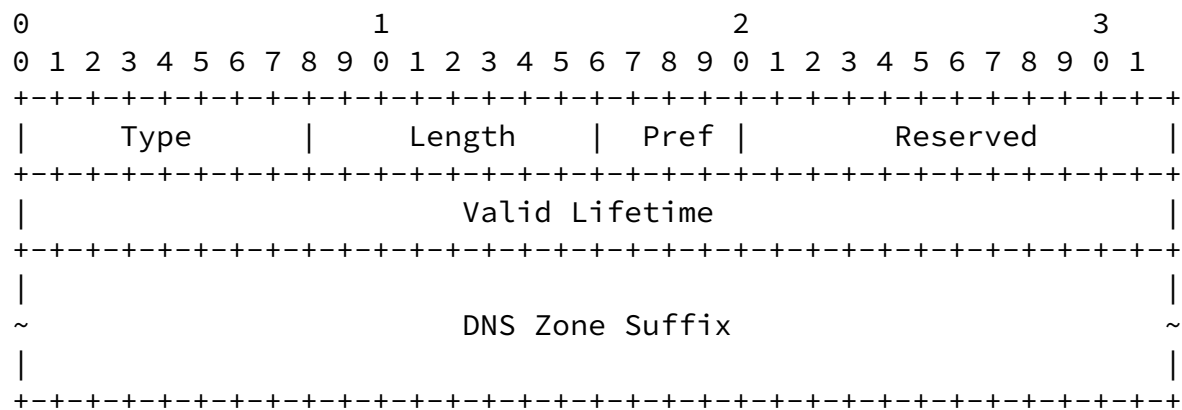 0                   1                   2                   3
0 1 2 3 4 5 6 7 8 9 0 1 2 3 4 5 6 7 8 9 0 1 2 3 4 5 6 7 8 9 0 1
+-+-+-+-+-+-+-+-+-+-+-+-+-+-+-+-+-+-+-+-+-+-+-+-+-+-+-+-+-+-+-+-+
|     Type      |     Length    |  Pref |        Reserved       |
+-+-+-+-+-+-+-+-+-+-+-+-+-+-+-+-+-+-+-+-+-+-+-+-+-+-+-+-+-+-+-+-+
|                        Valid Lifetime                         |
+-+-+-+-+-+-+-+-+-+-+-+-+-+-+-+-+-+-+-+-+-+-+-+-+-+-+-+-+-+-+-+-+
|                                                               |
~                        DNS Zone Suffix                        ~
|                                                               |
+-+-+-+-+-+-+-+-+-+-+-+-+-+-+-+-+-+-+-+-+-+-+-+-+-+-+-+-+-+-+-+-+